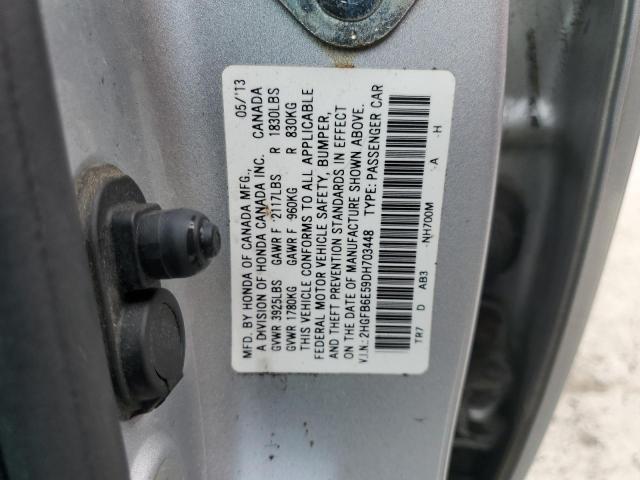 MFD. BY HONDA OF CANADA MFG., 05/'13
A DIVISION OF HONDA CANADA INC. CANADA
GVWR 3925LBS GAWR F 2117LBS R 1830LBS
GVWR 1780KG GAWR F 960KG R 830KG
THIS VEHICLE CONFORMS TO ALL APPLICABLE
FEDERAL MOTOR VEHICLE SAFETY, BUMPER,
AND THEFT PREVENTION STANDARDS IN EFFECT
ON THE DATE OF MANUFACTURE SHOWN ABOVE.
V.I.N.: 2HGFB6E59DH703448 TYPE: PASSENGER CAR
TR7 D AB3 -NH700M A H